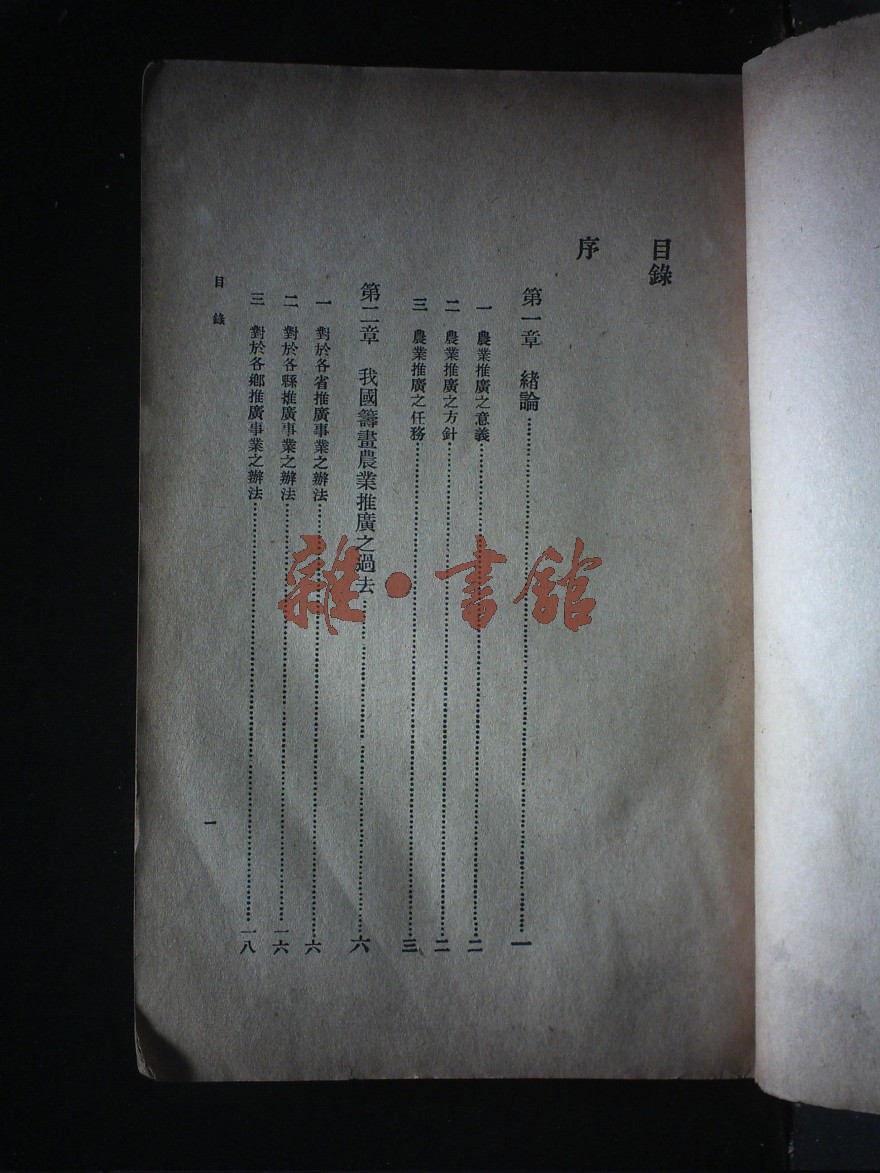 目錄
序
第一章　緒論……一
一　農業推廣之意義……二
二　農業推廣之方針……二
三　農業推廣之任務……三
第二章　我國籌畫農業推廣之過去……六
一　對於各省推廣事業之辦法……六
二　對於各縣推廣事業之辦法……一六
三　對於各鄉推廣事業之辦法……一八
目錄
一
雜·書館